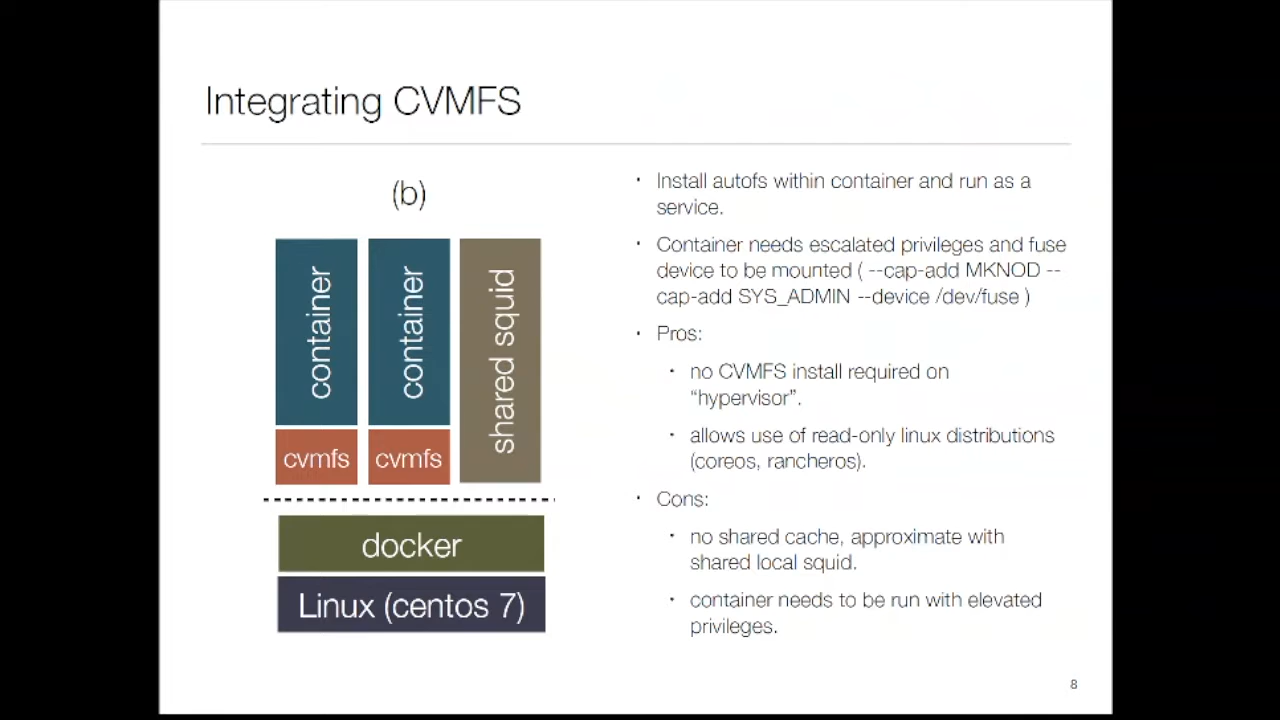 Integrating CVMFS
(b)
container
container
shared squid
cvmfs
cvmfs
docker
Linux (centos 7)
· Install autofs within container and run as a
service.
· Container needs escalated privileges and fuse
device to be mounted ( --cap-add MKNOD --
cap-add SYS_ADMIN --device /dev/fuse )
· Pros:
· no CVMFS install required on
“hypervisor”.
· allows use of read-only linux distributions
(coreos, rancheros).
· Cons:
· no shared cache, approximate with
shared local squid.
· container needs to be run with elevated
privileges.
8